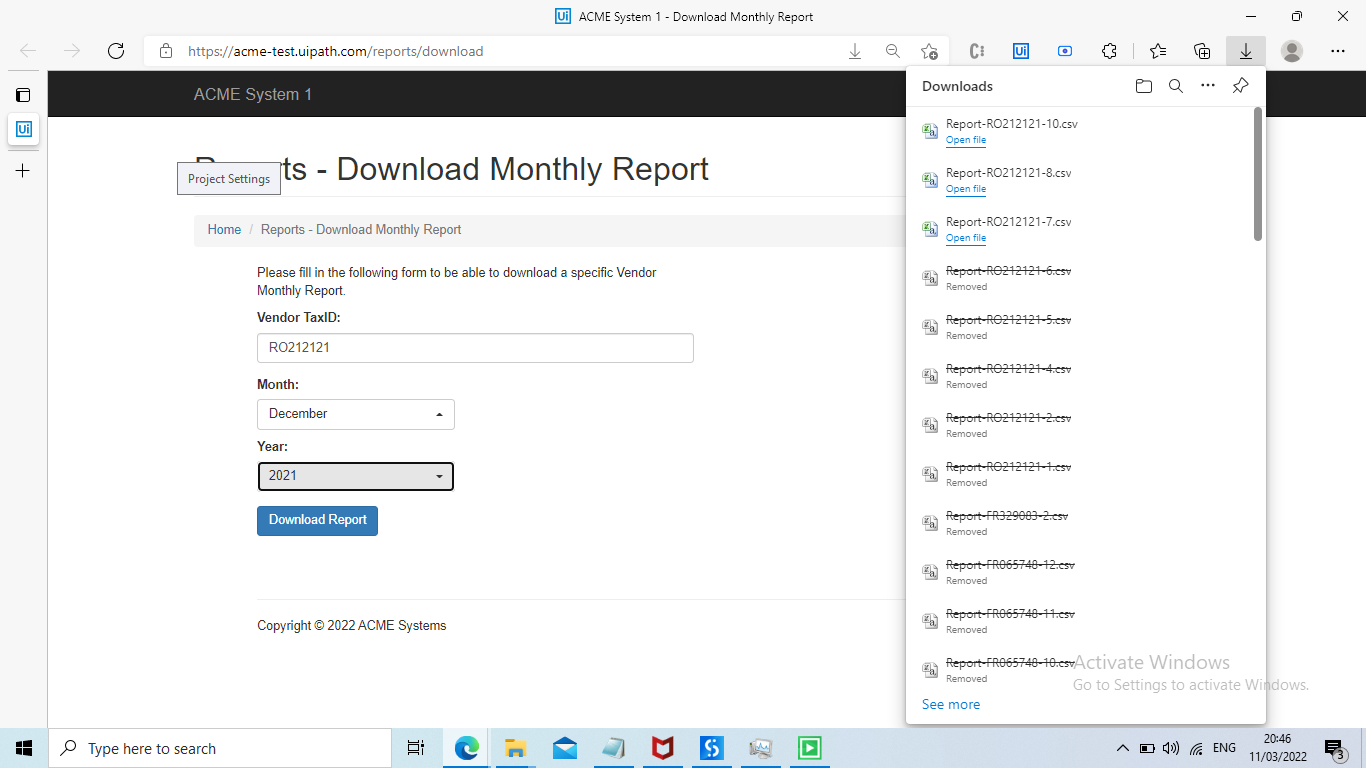 ACME System 1 - Download Monthly Report
https://acme-test.uipath.com/reports/download
ACME System 1
ts - Download Monthly Report
Project Settings
Home / Reports - Download Monthly Report
Please fill in the following form to be able to download a specific Vendor
Monthly Report.
Vendor TaxID:
RO212121
Month:
December
Year:
2021
Download Report
Copyright © 2022 ACME Systems
Downloads
Report-RO212121-10.csv
Open file
Report-RO212121-8.csv
Open file
Report-RO212121-7.csv
Open file
Report-RO212121-6.csv
Removed
Report-RO212121-5.csv
Removed
Report-RO212121-4.csv
Removed
Report-RO212121-2.csv
Removed
Report-RO212121-1.csv
Removed
Report-FR329083-2.csv
Removed
Report-FR065748-12.csv
Removed
Report-FR065748-11.csv
Removed
Report-FR065748-10.csv
Removed
See more
Activate Windows
Go to Settings to activate Windows.
Type here to search
ENG
20:46
11/03/2022
3